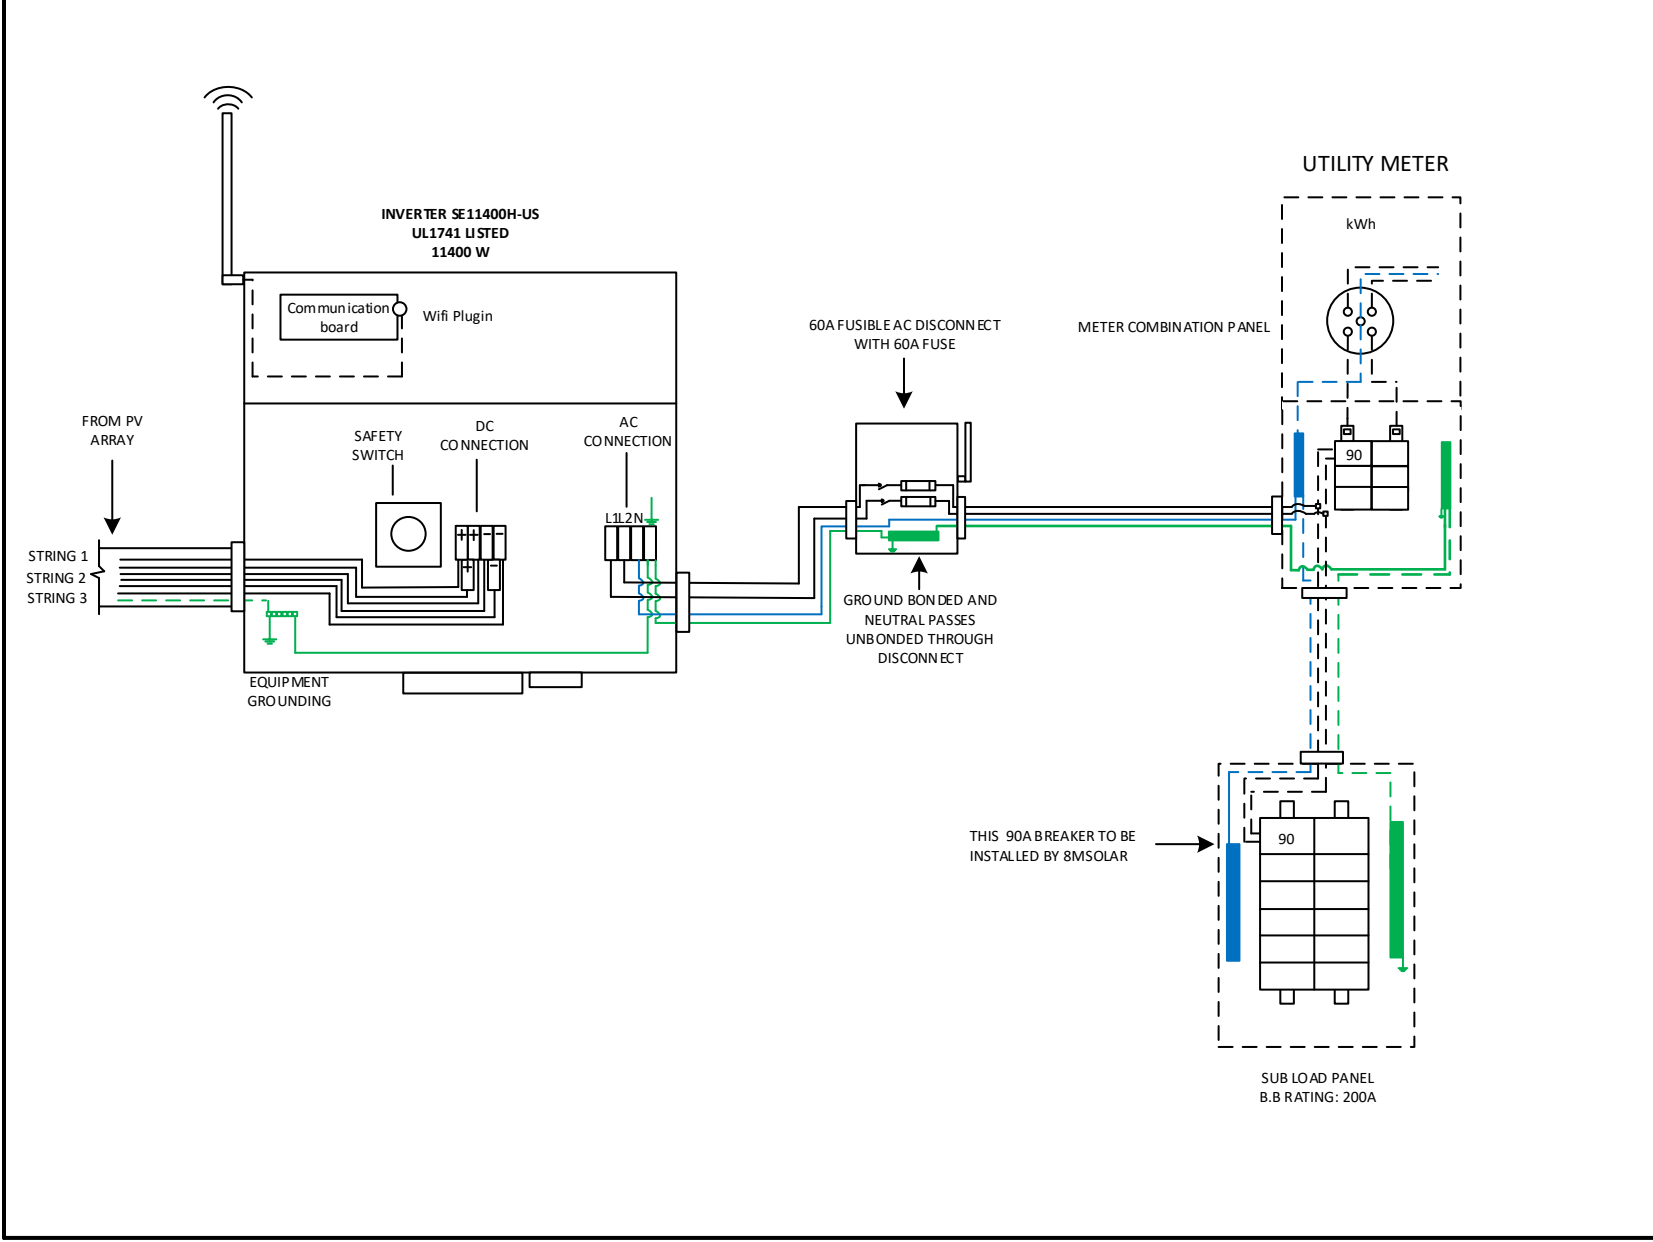 UTILITY METER
kWh
INVERTER SE11400H-US
UL1741 LISTED
11400 W
Communication
board
Wifi Plugin
60A FUSIBLE AC DISCONNECT
WITH 60A FUSE
METER COMBINATION PANEL
FROM PV
ARRAY
SAFETY
SWITCH
DC
CONNECTION
AC
CONNECTION
90
L1L2N
+ + - -
+ -
STRING 1
STRING 2
STRING 3
GROUND BONDED AND
NEUTRAL PASSES
UNBONDED THROUGH
DISCONNECT
EQUIPMENT
GROUNDING
THIS 90A BREAKER TO BE
INSTALLED BY 8MSOLAR
90
SUB LOAD PANEL
B.B RATING: 200A